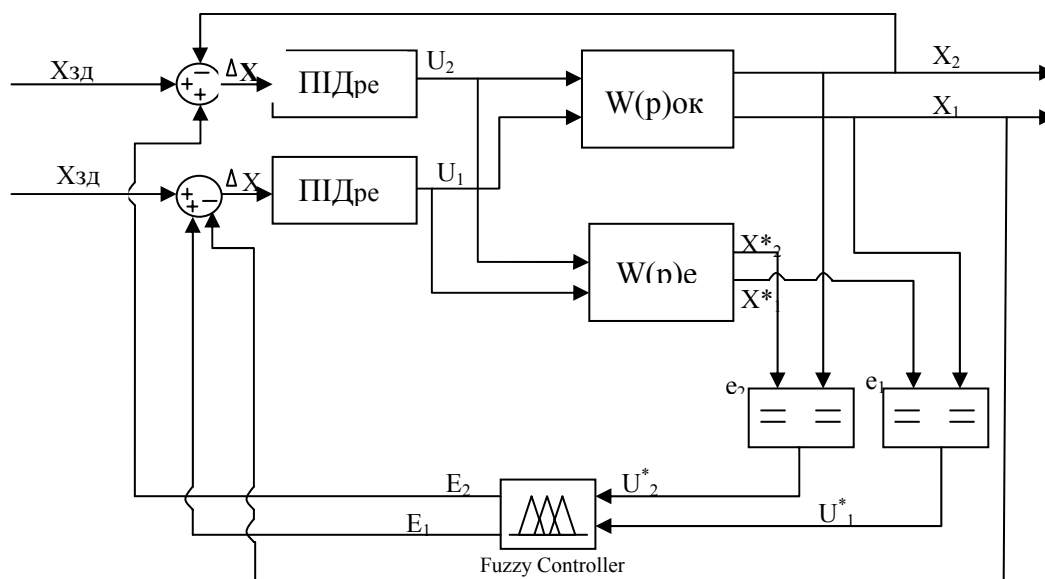 Xзд
ΔX
ПІДре
U₂
W(p)ок
X₂
X₁
Xзд
Δ X
ПІДре
U₁
W(p)е
X*₂
X*₁
e₂
e₁
E₂
U*₂
E₁
U*₁
Fuzzy Controller